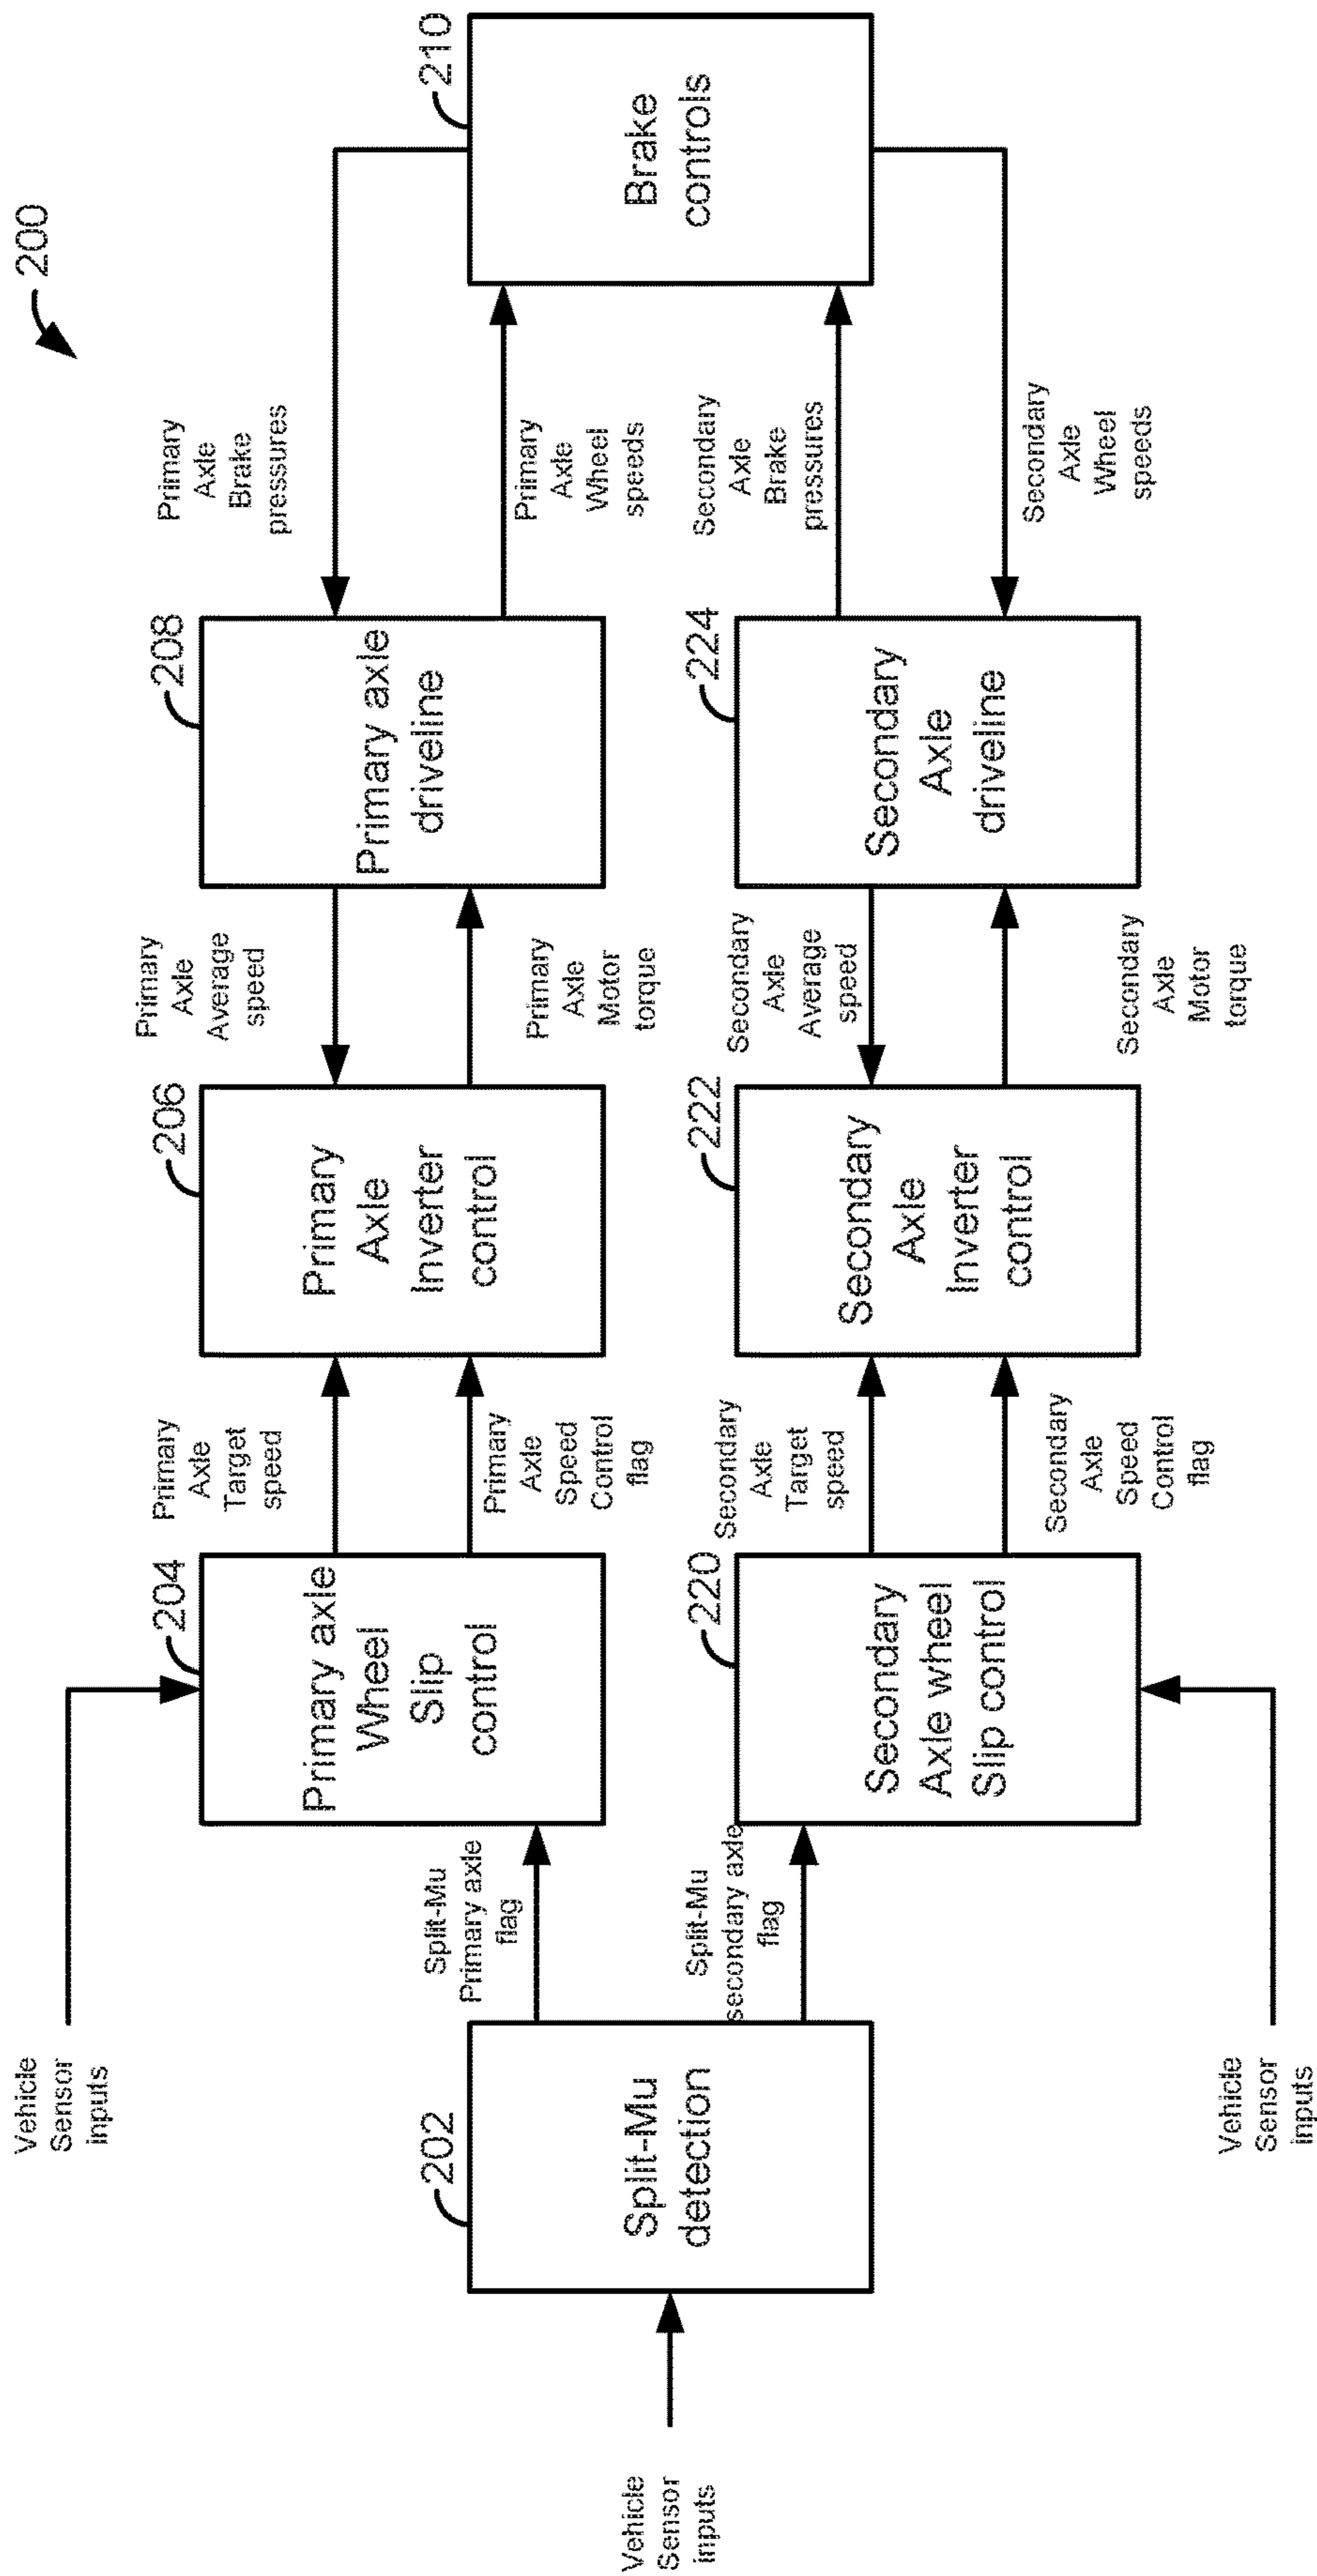 200
Vehicle
Sensor
inputs
Vehicle
Sensor
inputs
202
Split-Mu
detection
Split-Mu
Primary axle
flag
Split-Mu
secondary axle
flag
204
Primary axle
Wheel
Slip
control
Primary
Axle
Target
speed
Primary
Axle
Speed
Control
flag
206
Primary
Axle
Inverter
control
Primary
Axle
Average
speed
Primary
Axle
Motor
torque
208
Primary axle
driveline
Primary
Axle
Brake
pressures
Primary
Axle
Wheel
speeds
210
Brake
controls
Vehicle
Sensor
inputs
220
Secondary
Axle wheel
Slip control
Secondary
Axle
Target
speed
Secondary
Axle
Speed
Control
flag
222
Secondary
Axle
Inverter
control
Secondary
Axle
Average
speed
Secondary
Axle
Motor
torque
224
Secondary
Axle
driveline
Secondary
Axle
Brake
pressures
Secondary
Axle
Wheel
speeds